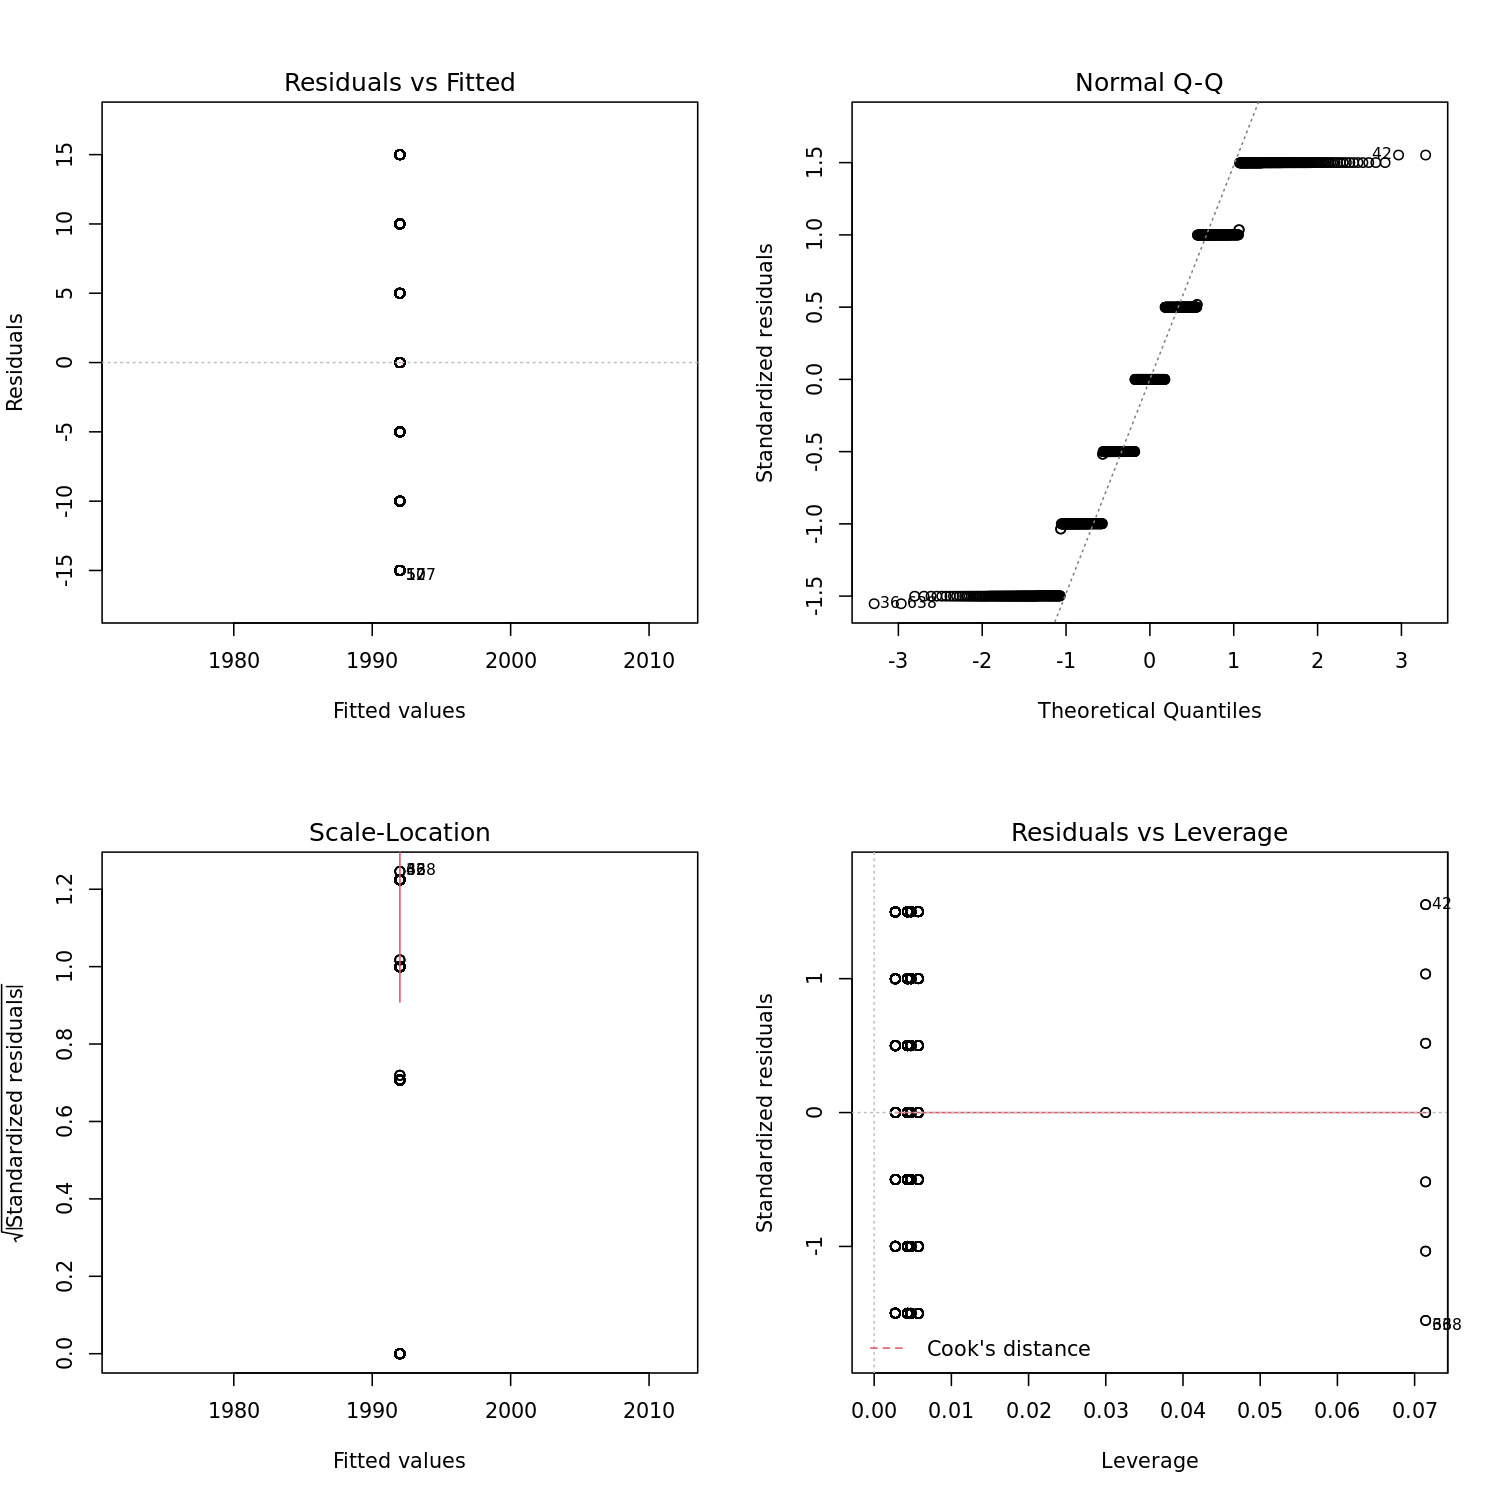 Residuals vs Fitted
Residuals
15
10
5
0
-5
-10
-15
1980 1990 2000 2010
Fitted values
Normal Q-Q
Standardized residuals
1.5
1.0
0.5
0.0
-0.5
-1.0
-1.5
42
36 638
-3 -2 -1 0 1 2 3
Theoretical Quantiles
Scale-Location
√|Standardized residuals|
1.2
1.0
0.8
0.6
0.4
0.2
0.0
1980 1990 2000 2010
Fitted values
Residuals vs Leverage
Standardized residuals
1
0
-1
42
Cook's distance
0.00 0.01 0.02 0.03 0.04 0.05 0.06 0.07
Leverage